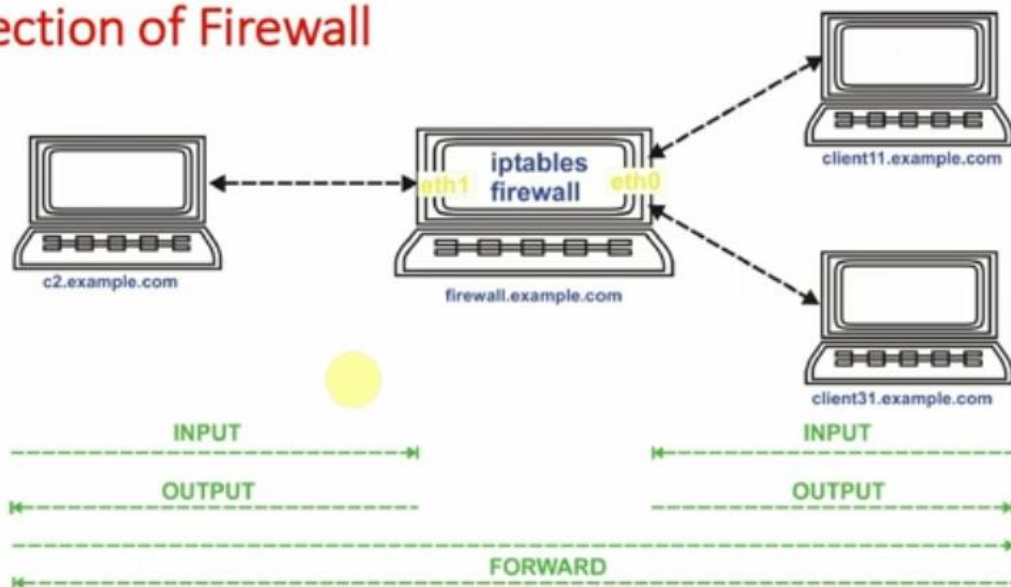 ection of Firewall
iptables
firewall
eth1
eth0
client11.example.com
c2.example.com
firewall.example.com
client31.example.com
INPUT
INPUT
OUTPUT
OUTPUT
FORWARD